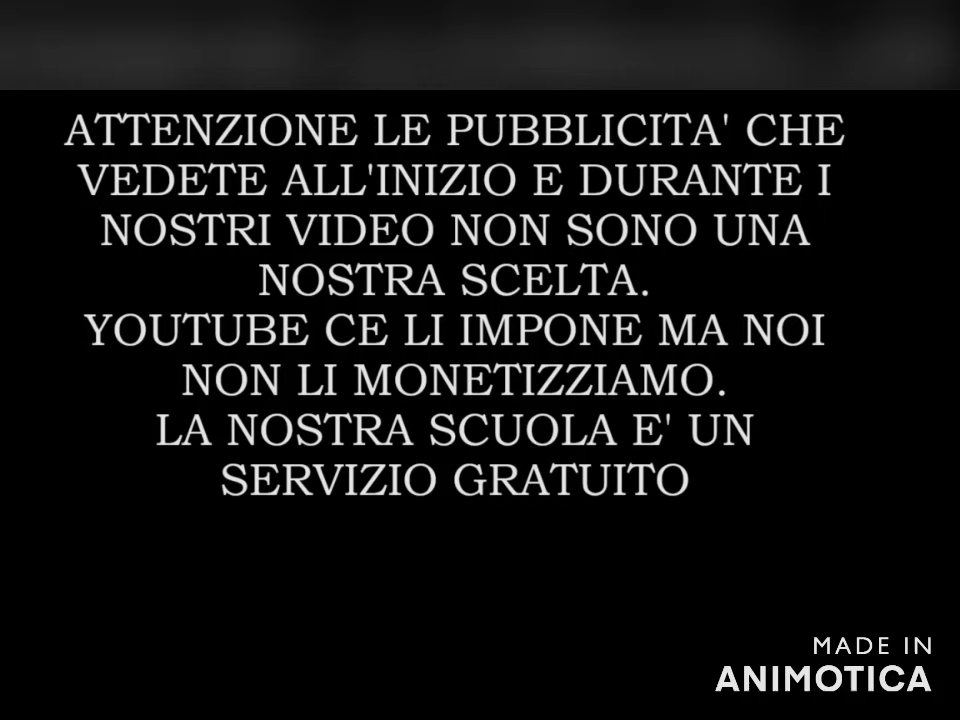 ATTENZIONE LE PUBBLICITA' CHE
VEDETE ALL'INIZIO E DURANTE I
NOSTRI VIDEO NON SONO UNA
NOSTRA SCELTA.
YOUTUBE CE LI IMPONE MA NOI
NON LI MONETIZZIAMO.
LA NOSTRA SCUOLA E' UN
SERVIZIO GRATUITO
MADE IN
ANIMOTICA